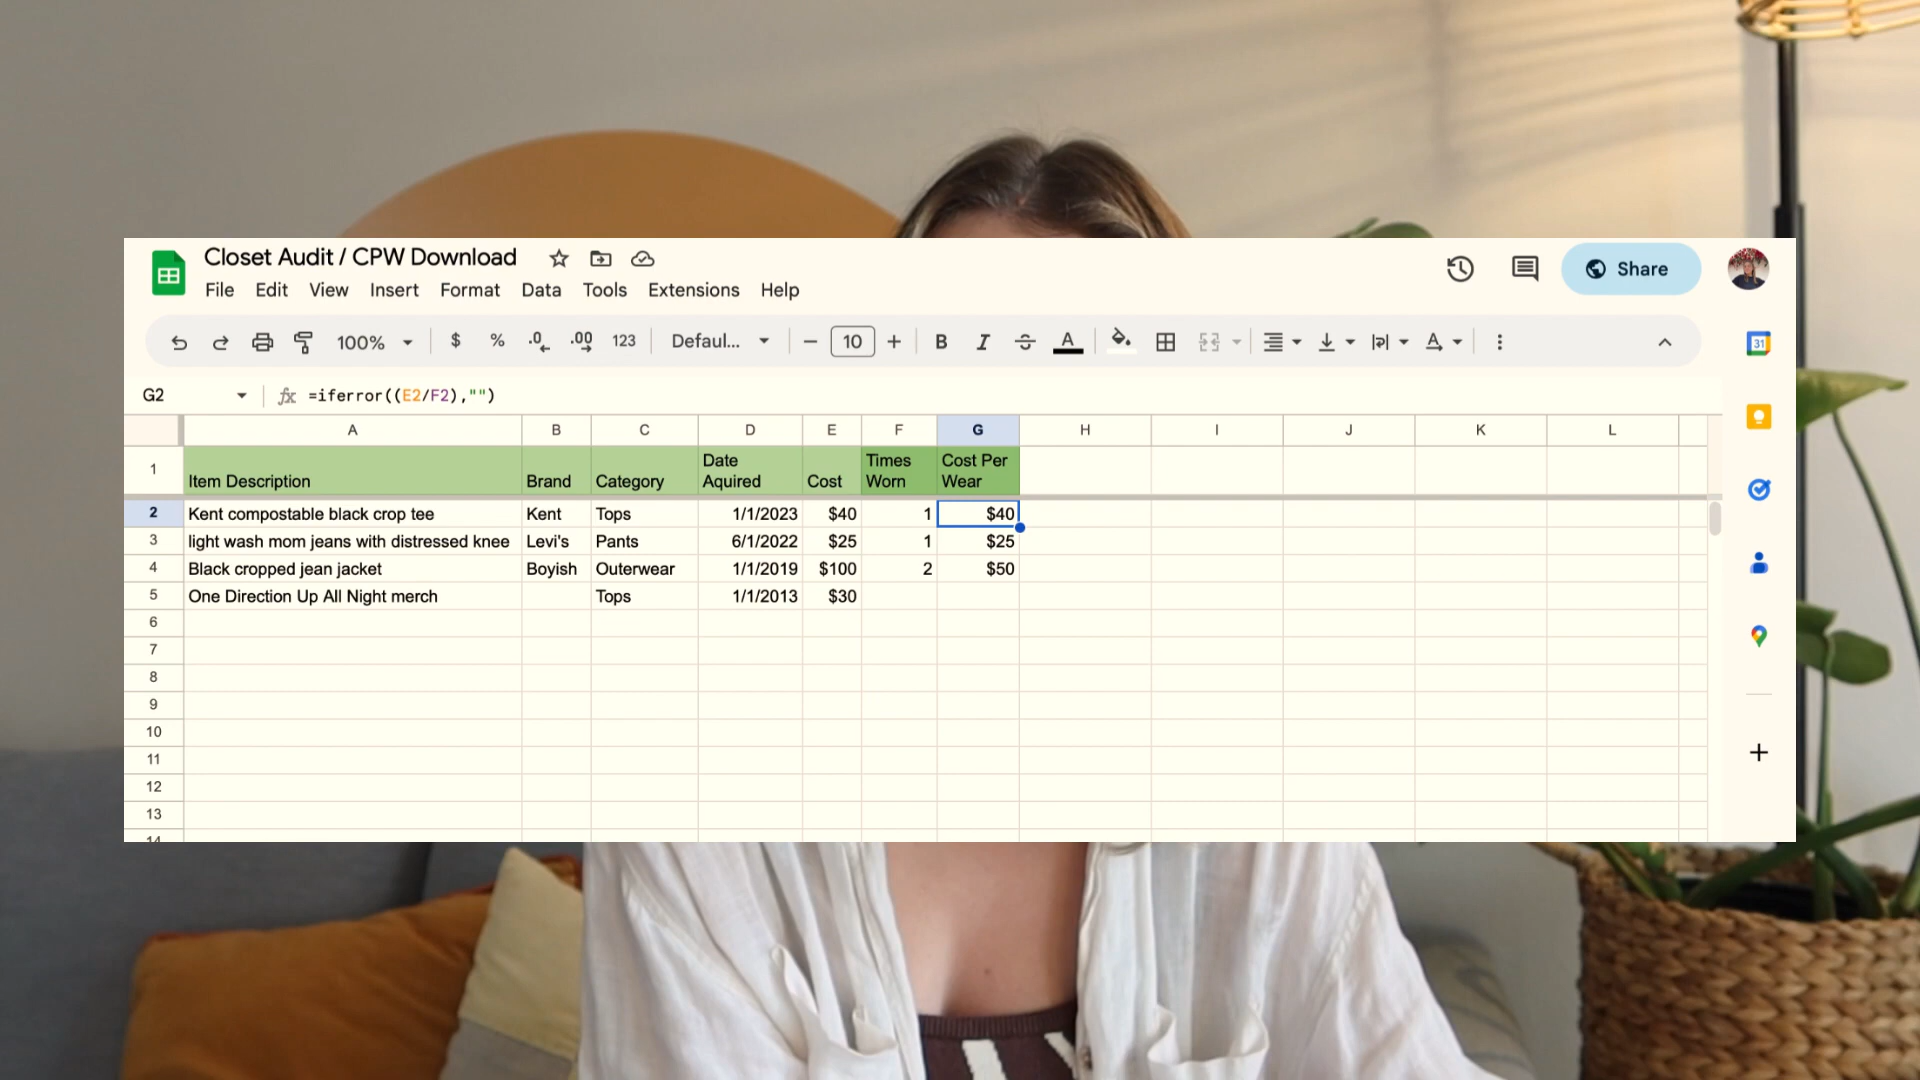 Closet Audit / CPW Download
Share
File Edit View Insert Format Data Tools Extensions Help
100% $ % .0 .00 123 Defaul... 10 B I A A
31
G2 fx =iferror((E2/F2),"")
A B C D E F G H I J K L
1 Item Description Brand Category Date Aquired Cost Times Worn Cost Per Wear
2 Kent compostable black crop tee Kent Tops 1/1/2023 $40 1 $40
3 light wash mom jeans with distressed knee Levi's Pants 6/1/2022 $25 1 $25
4 Black cropped jean jacket Boyish Outerwear 1/1/2019 $100 2 $50
5 One Direction Up All Night merch Tops 1/1/2013 $30
6
7
8
9
10
11
12
13
14